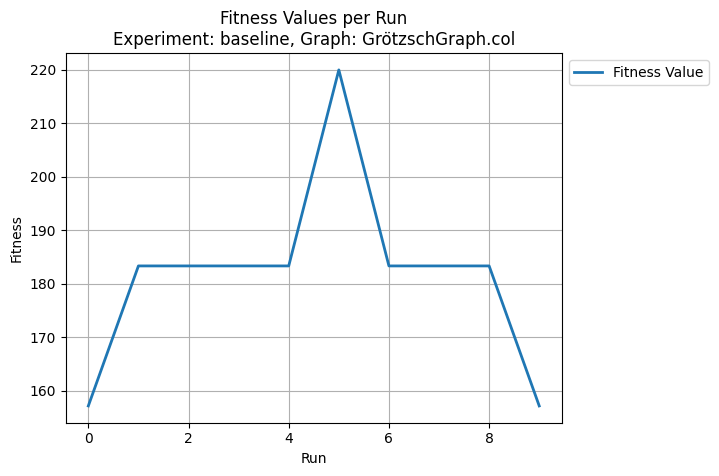 Fitness Values per Run
Experiment: baseline, Graph: GrötzschGraph.col
Fitness Value
220
210
200
190
180
170
160
Fitness
0
2
4
6
8
Run